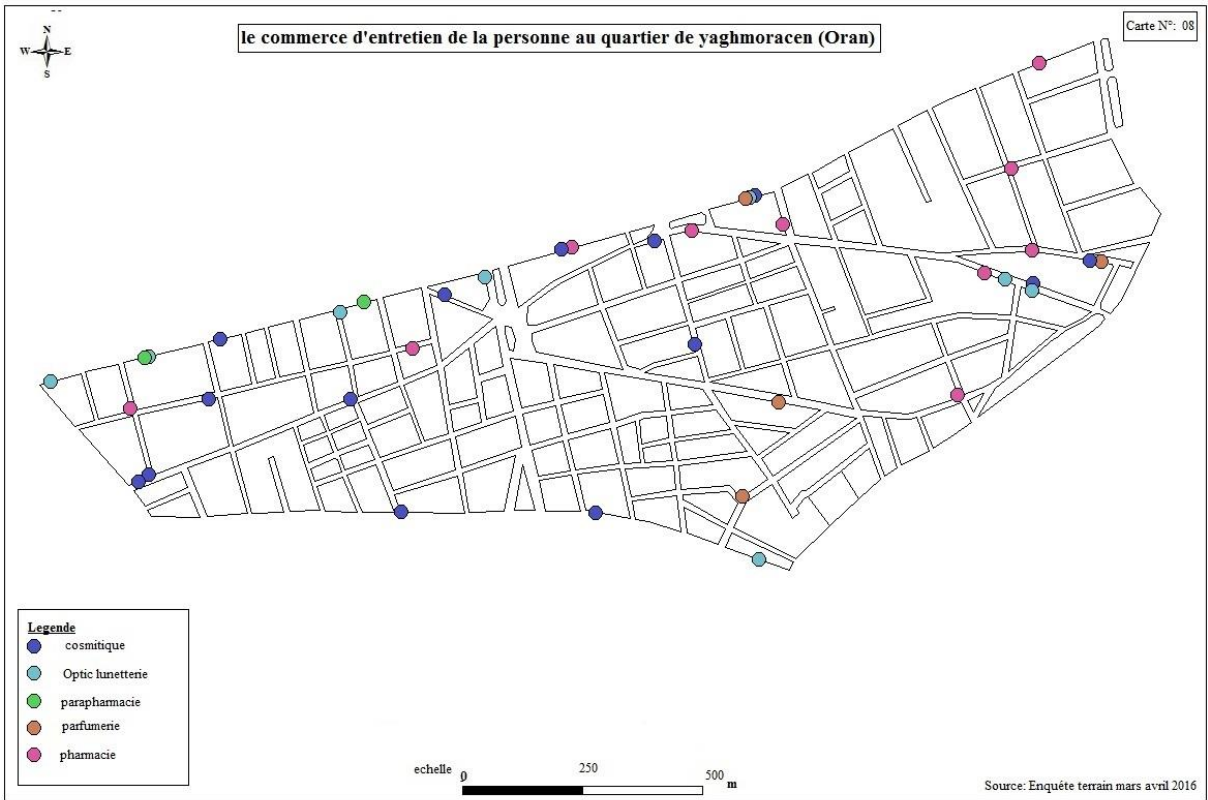 le commerce d'entretien de la personne au quartier de yaghmoracen (Oran)
Carte N°: 08
N
W E
S
Legende
cosmitique
Optic lunetterie
parapharmacie
parfumerie
pharmacie
echelle 0 250 500 m
Source: Enquéte terrain mars avril 2016